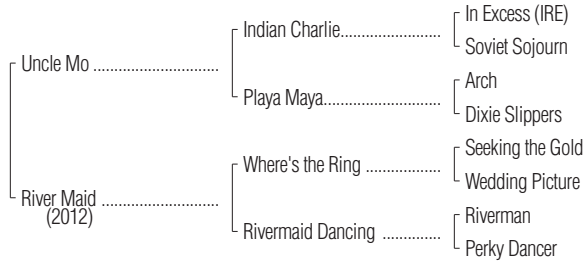 In Excess (IRE)
Indian Charlie
Soviet Sojourn
Uncle Mo
Arch
Playa Maya
Dixie Slippers
Seeking the Gold
Where's the Ring
Wedding Picture
River Maid
(2012)
Riverman
Rivermaid Dancing
Perky Dancer